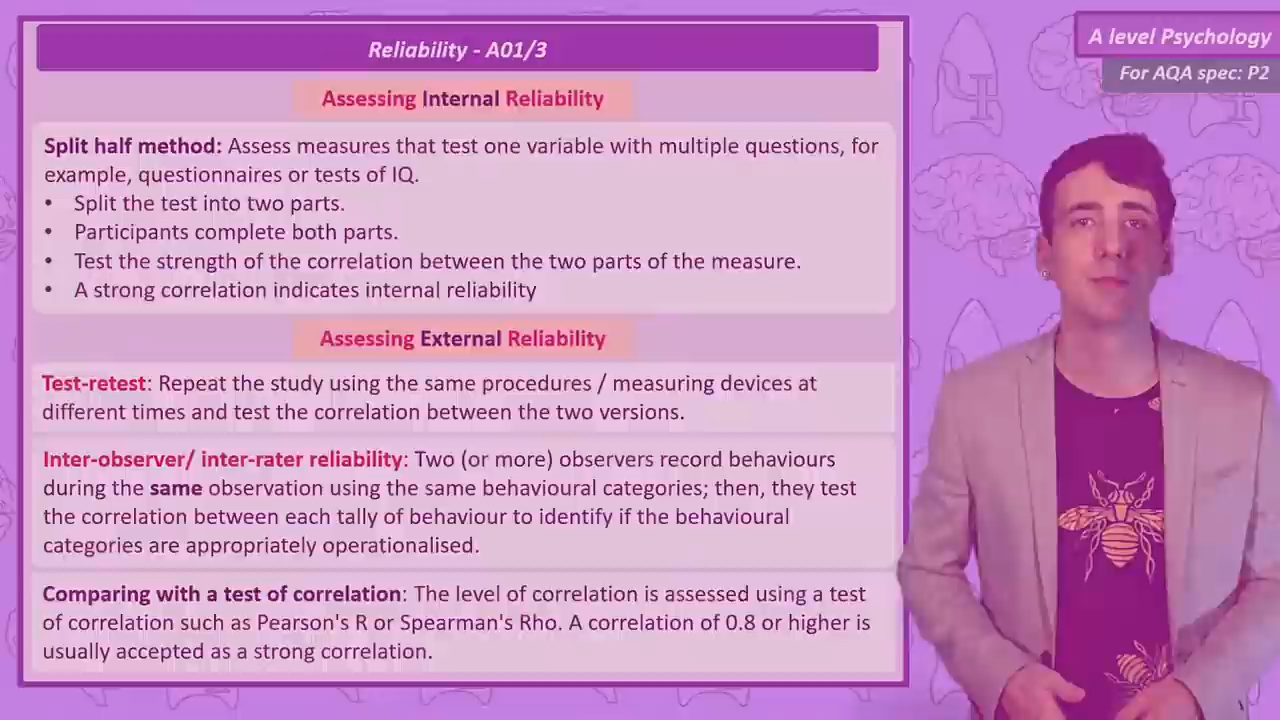 Reliability - A01/3
A level Psychology
For AQA spec: P2
Assessing Internal Reliability
Split half method: Assess measures that test one variable with multiple questions, for
example, questionnaires or tests of IQ.
• Split the test into two parts.
• Participants complete both parts.
• Test the strength of the correlation between the two parts of the measure.
• A strong correlation indicates internal reliability
Assessing External Reliability
Test-retest: Repeat the study using the same procedures / measuring devices at
different times and test the correlation between the two versions.
Inter-observer/ inter-rater reliability: Two (or more) observers record behaviours
during the same observation using the same behavioural categories; then, they test
the correlation between each tally of behaviour to identify if the behavioural
categories are appropriately operationalised.
Comparing with a test of correlation: The level of correlation is assessed using a test
of correlation such as Pearson's R or Spearman's Rho. A correlation of 0.8 or higher is
usually accepted as a strong correlation.